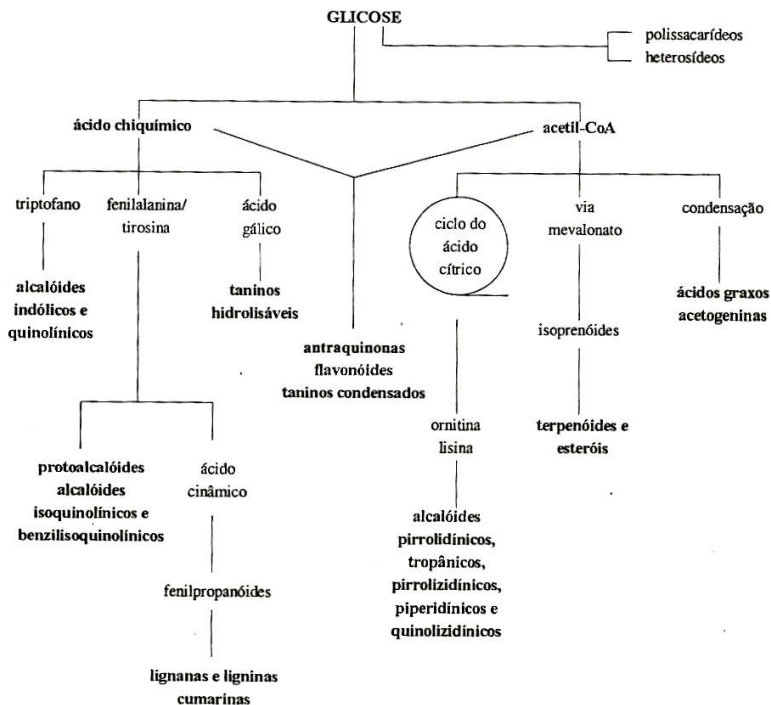 GLICOSE
polissacarídeos
heterosídeos
ácido chiquímico
acetil-CoA
triptofano
fenilalanina/
tirosina
ácido
gálico
ciclo do
ácido
cítrico
via
mevalonato
condensação
alcalóides
indólicos e
quinolínicos
taninos
hidrolisáveis
antraquinonas
flavonóides
taninos condensados
isoprenóides
ácidos graxos
acetogeninas
ornitina
lisina
terpenóides e
esteróis
protoalcalóides
alcalóides
isoquinolínicos e
benzilisoquinolínicos
ácido
cinâmico
alcalóides
pirrolidínicos,
tropânicos,
pirrolizidínicos,
piperidínicos e
quinolizidínicos
fenilpropanóides
lignanas e ligninas
cumarinas